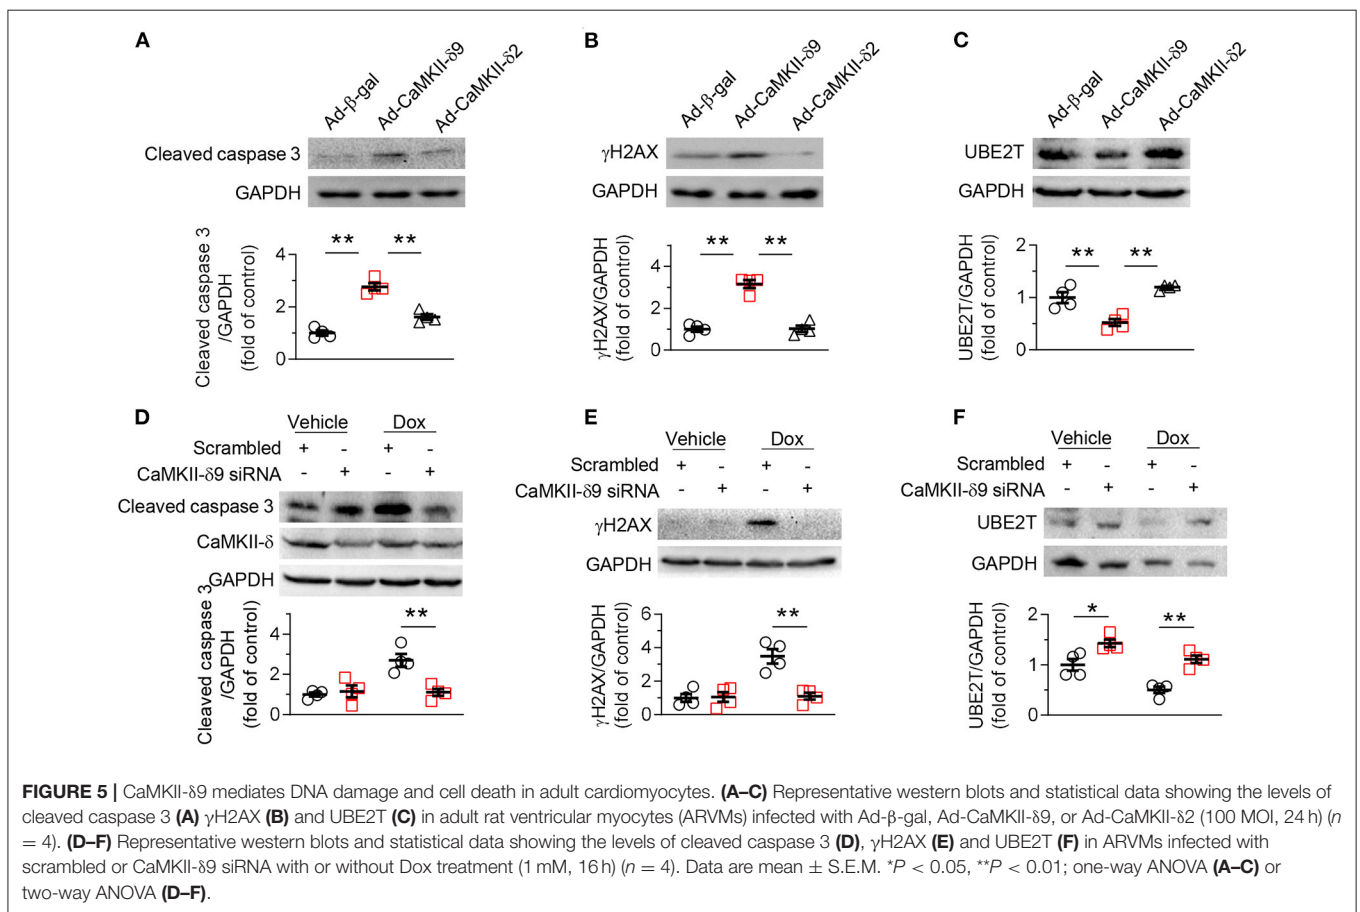 A
Ad-β-gal
Ad-CaMKII-δ9
Ad-CaMKII-δ2
Cleaved caspase 3
GAPDH
Cleaved caspase 3
/GAPDH
(fold of control)
4
2
0
** **
B
Ad-β-gal
Ad-CaMKII-δ9
Ad-CaMKII-δ2
γH2AX
GAPDH
γH2AX/GAPDH
(fold of control)
4
2
0
** **
C
Ad-β-gal
Ad-CaMKII-δ9
Ad-CaMKII-δ2
UBE2T
GAPDH
UBE2T/GAPDH
(fold of control)
2
1
0
** **
D
Vehicle Dox
Scrambled + - + -
CaMKII-δ9 siRNA - + - +
Cleaved caspase 3
CaMKII-δ
GAPDH
Cleaved caspase 3
/GAPDH
(fold of control)
4
2
0
**
E
Vehicle Dox
Scrambled + - + -
CaMKII-δ9 siRNA - + - +
γH2AX
GAPDH
γH2AX/GAPDH
(fold of control)
6
4
2
0
**
F
Vehicle Dox
Scrambled + - + -
CaMKII-δ9 siRNA - + - +
UBE2T
GAPDH
UBE2T/GAPDH
(fold of control)
2
1
0
* **
FIGURE 5 | CaMKII-δ9 mediates DNA damage and cell death in adult cardiomyocytes. (A–C) Representative western blots and statistical data showing the levels of
cleaved caspase 3 (A) γH2AX (B) and UBE2T (C) in adult rat ventricular myocytes (ARVMs) infected with Ad-β-gal, Ad-CaMKII-δ9, or Ad-CaMKII-δ2 (100 MOI, 24 h) (n
= 4). (D–F) Representative western blots and statistical data showing the levels of cleaved caspase 3 (D), γH2AX (E) and UBE2T (F) in ARVMs infected with
scrambled or CaMKII-δ9 siRNA with or without Dox treatment (1 mM, 16 h) (n = 4). Data are mean ± S.E.M. *P < 0.05, **P < 0.01; one-way ANOVA (A–C) or
two-way ANOVA (D–F).